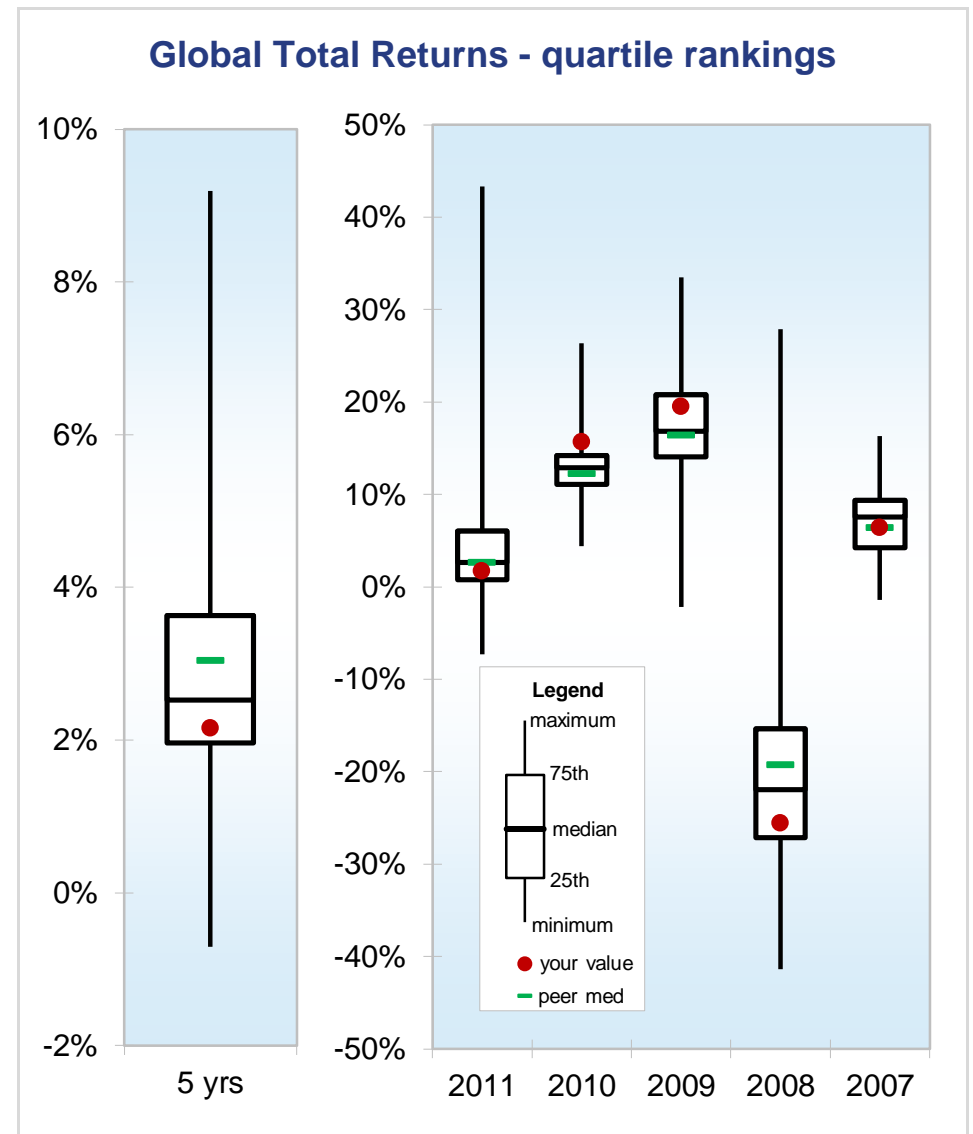 Global Total Returns - quartile rankings
10%
8%
6%
4%
2%
0%
-2%
5 yrs
50%
40%
30%
20%
10%
0%
-10%
-20%
-30%
-40%
-50%
Legend
maximum
75th
median
25th
minimum
your value
peer med
2011 2010 2009 2008 2007